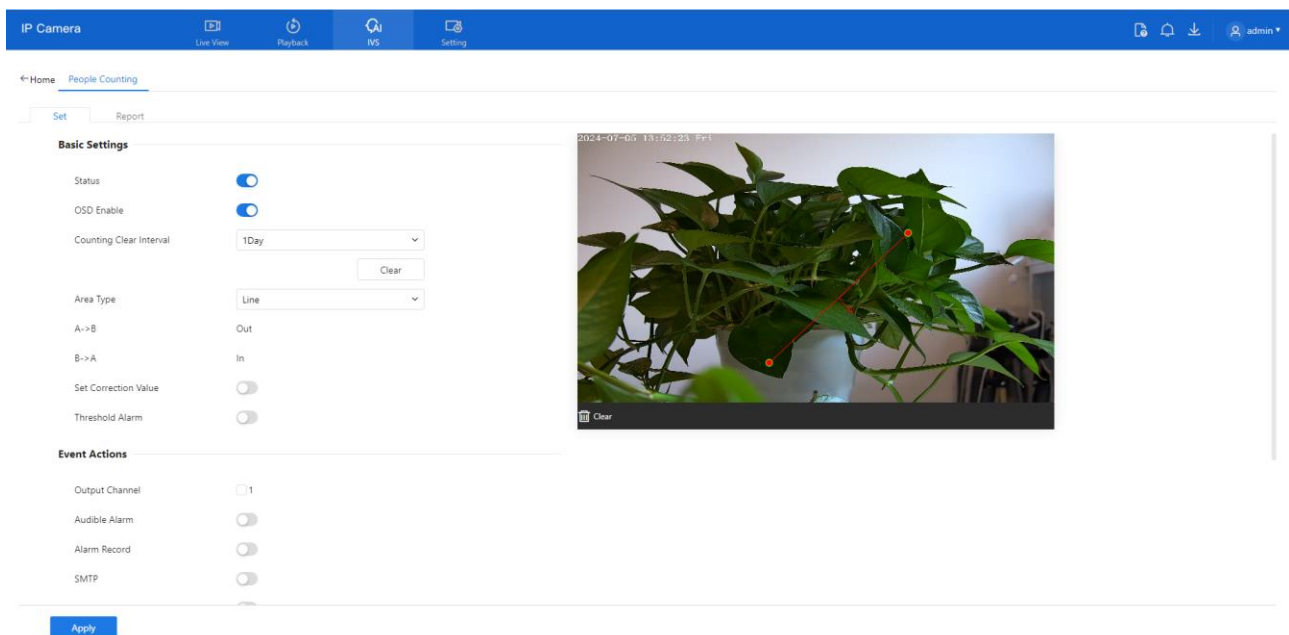 IP Camera Live View Playback AI IVS Setting admin
Home People Counting
Set Report
Basic Settings
2024-07-05 13:52:23 Fri
Status
OSD Enable
Counting Clear Interval 1Day
Clear
Area Type Line
A->B Out
B->A In
Set Correction Value
Threshold Alarm
Clear
Event Actions
Output Channel 1
Audible Alarm
Alarm Record
SMTP
Apply